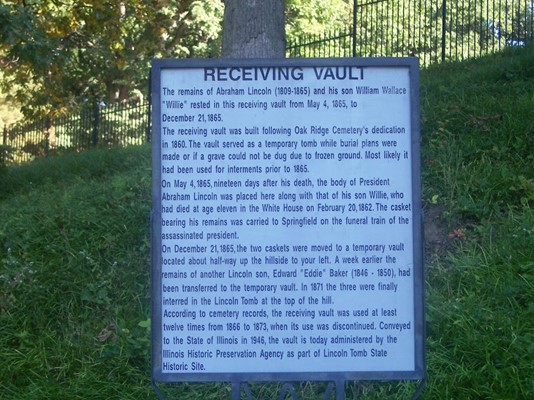 RECEIVING VAULT
The remains of Abraham Lincoln (1809-1865) and his son William Wallace
"Willie" rested in this receiving vault from May 4, 1865, to
December 21, 1865.
The receiving vault was built following Oak Ridge Cemetery's dedication
in 1860. The vault served as a temporary tomb while burial plans were
made or if a grave could not be dug due to frozen ground. Most likely it
had been used for interments prior to 1865.
On May 4, 1865, nineteen days after his death, the body of President
Abraham Lincoln was placed here along with that of his son Willie, who
had died at age eleven in the White House on February 20, 1862. The casket
bearing his remains was carried to Springfield on the funeral train of the
assassinated president.
On December 21, 1865, the two caskets were moved to a temporary vault
located about half-way up the hillside to your left. A week earlier the
remains of another Lincoln son, Edward "Eddie" Baker (1846 - 1850), had
been transferred to the temporary vault. In 1871 the three were finally
interred in the Lincoln Tomb at the top of the hill.
According to cemetery records, the receiving vault was used at least
twelve times from 1866 to 1873, when its use was discontinued. Conveyed
to the State of Illinois in 1946, the vault is today administered by the
Illinois Historic Preservation Agency as part of Lincoln Tomb State
Historic Site.